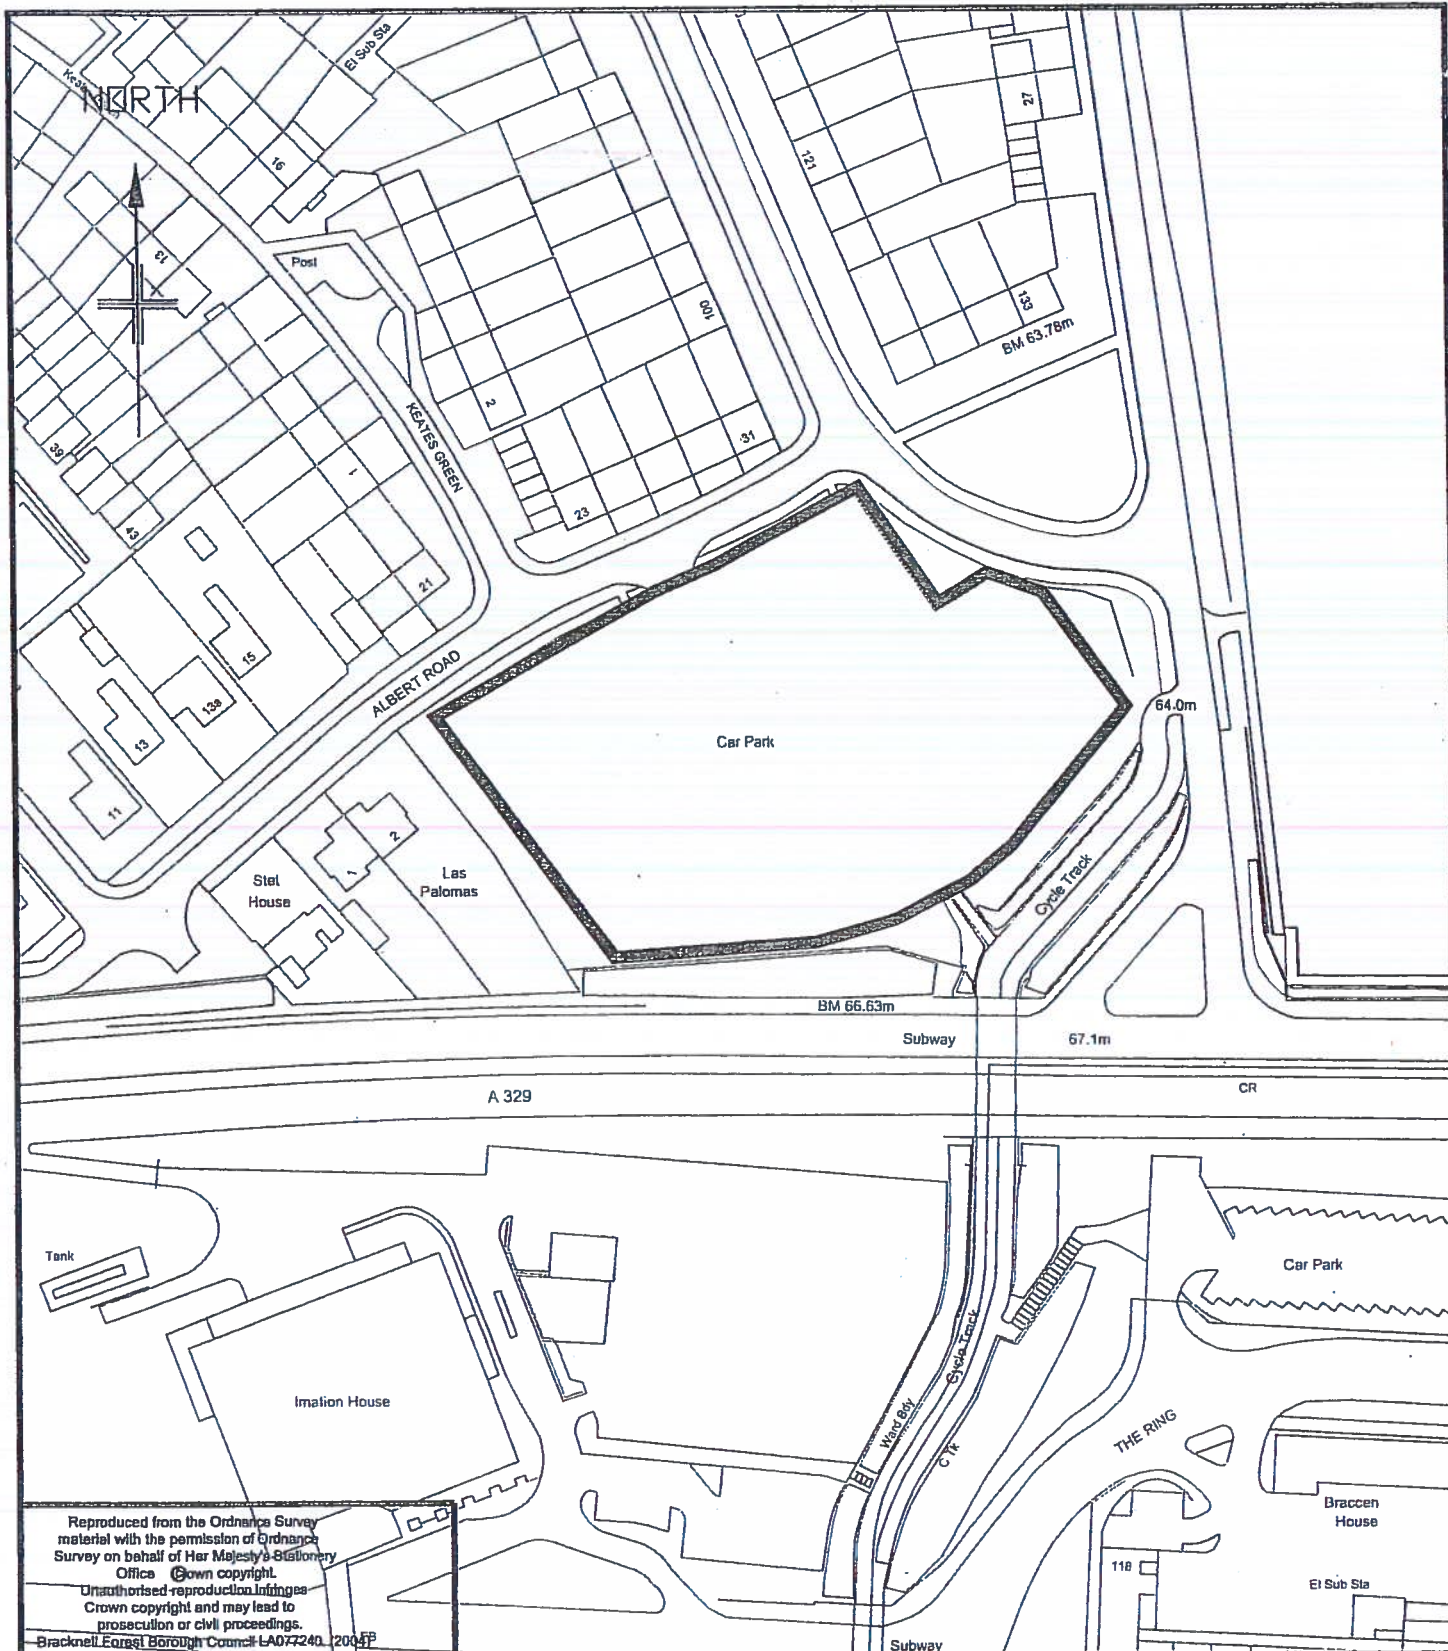 El Sub Sta
NORTH
16
27
121
13
Post
100
133
BM 63.78m
2
KEATES GREEN
31
39
1
43
23
21
15
ALBERT ROAD
13a
13
64.0m
Car Park
11
2
1
Las
Palomas
Stel
House
Cycle Track
BM 66.63m
Subway
67.1m
A 329
CR
Tank
Car Park
Cycle Track
Imation House
Ward Bdy
C Tk
THE RING
Braccen
House
118
El Sub Sta
Reproduced from the Ordnance Survey
material with the permission of Ordnance
Survey on behalf of Her Majesty's Stationery
Office © Crown copyright.
Unauthorised reproduction infringes
Crown copyright and may lead to
prosecution or civil proceedings.
Bracknell Forest Borough Council LA077240 (2004)
FB
Subway